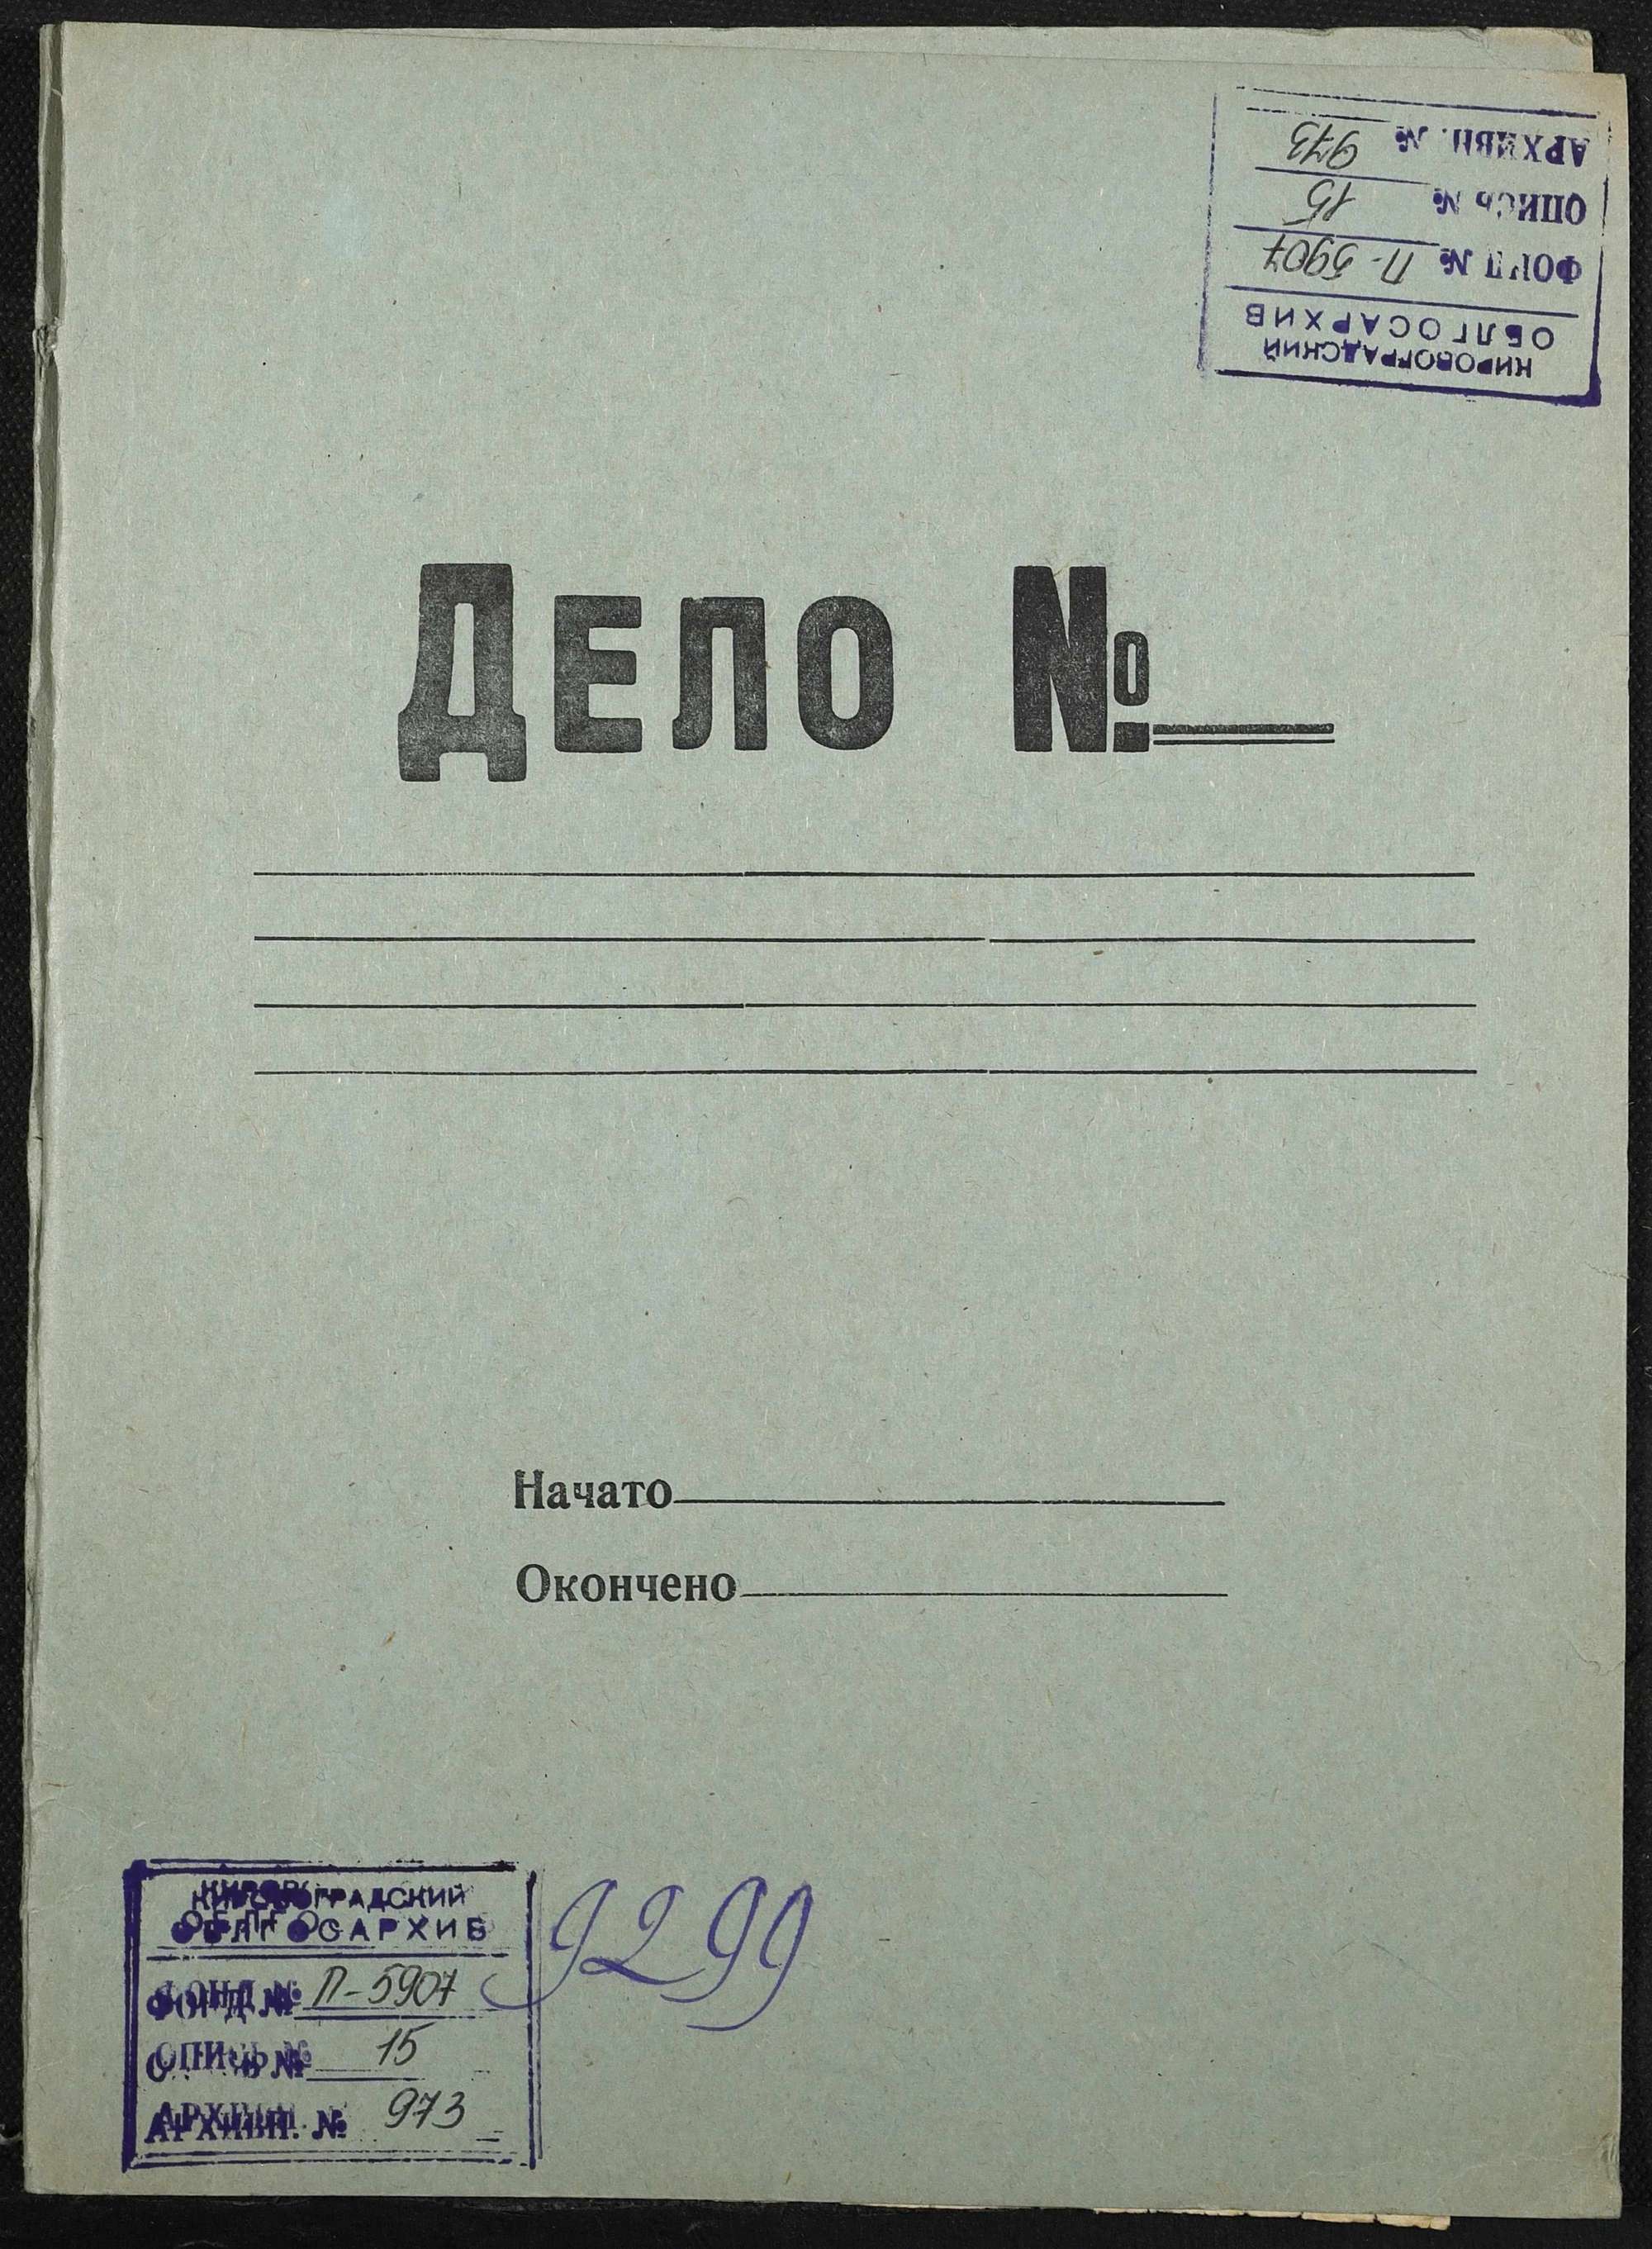 КИРОВОГРАДСКИЙ
ОБЛГОСАРХИВ
ФОНД № П-5907
ОПИСЬ № 15
АРХИВН. № 973
ДЕЛО №
Начато
Окончено
КИРОВОГРАДСКИЙ
ОБЛГОСАРХИВ
ФОНД № П-5907
ОПИСЬ № 15
АРХИВН. № 973
9299